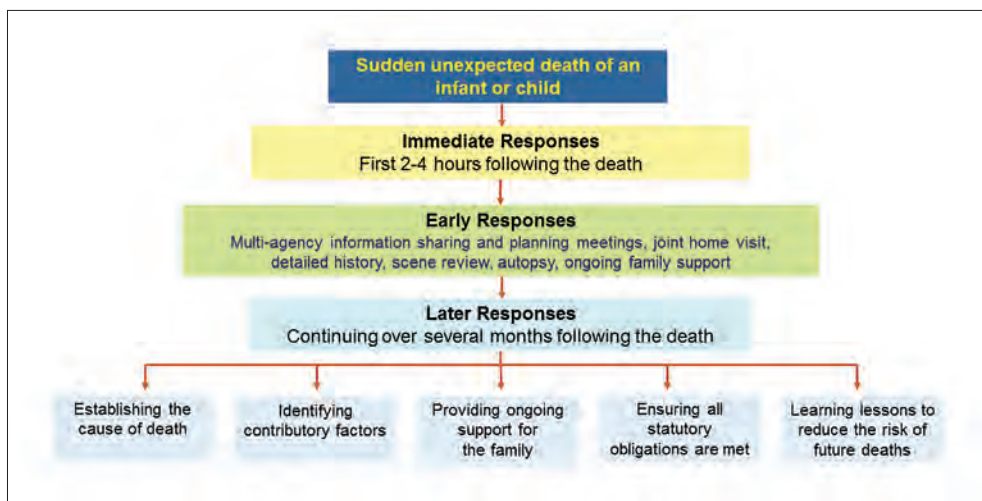 Sudden unexpected death of an
infant or child
Immediate Responses
First 2-4 hours following the death
Early Responses
Multi-agency information sharing and planning meetings, joint home visit,
detailed history, scene review, autopsy, ongoing family support
Later Responses
Continuing over several months following the death
Establishing the
cause of death
Identifying
contributory factors
Providing ongoing
support for
the family
Ensuring all
statutory
obligations are met
Learning lessons to
reduce the risk of
future deaths